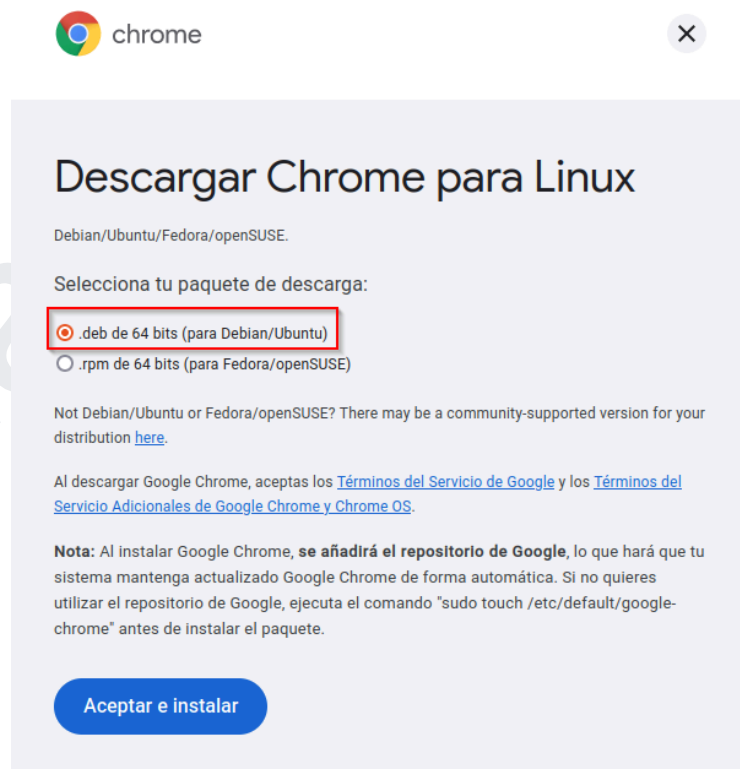 chrome
Descargar Chrome para Linux
Debian/Ubuntu/Fedora/openSUSE.
Selecciona tu paquete de descarga:
.deb de 64 bits (para Debian/Ubuntu)
.rpm de 64 bits (para Fedora/openSUSE)
Not Debian/Ubuntu or Fedora/openSUSE? There may be a community-supported version for your
distribution here.
Al descargar Google Chrome, aceptas los Términos del Servicio de Google y los Términos del
Servicio Adicionales de Google Chrome y Chrome OS.
Nota: Al instalar Google Chrome, se añadirá el repositorio de Google, lo que hará que tu
sistema mantenga actualizado Google Chrome de forma automática. Si no quieres
utilizar el repositorio de Google, ejecuta el comando "sudo touch /etc/default/google-
chrome" antes de instalar el paquete.
Aceptar e instalar